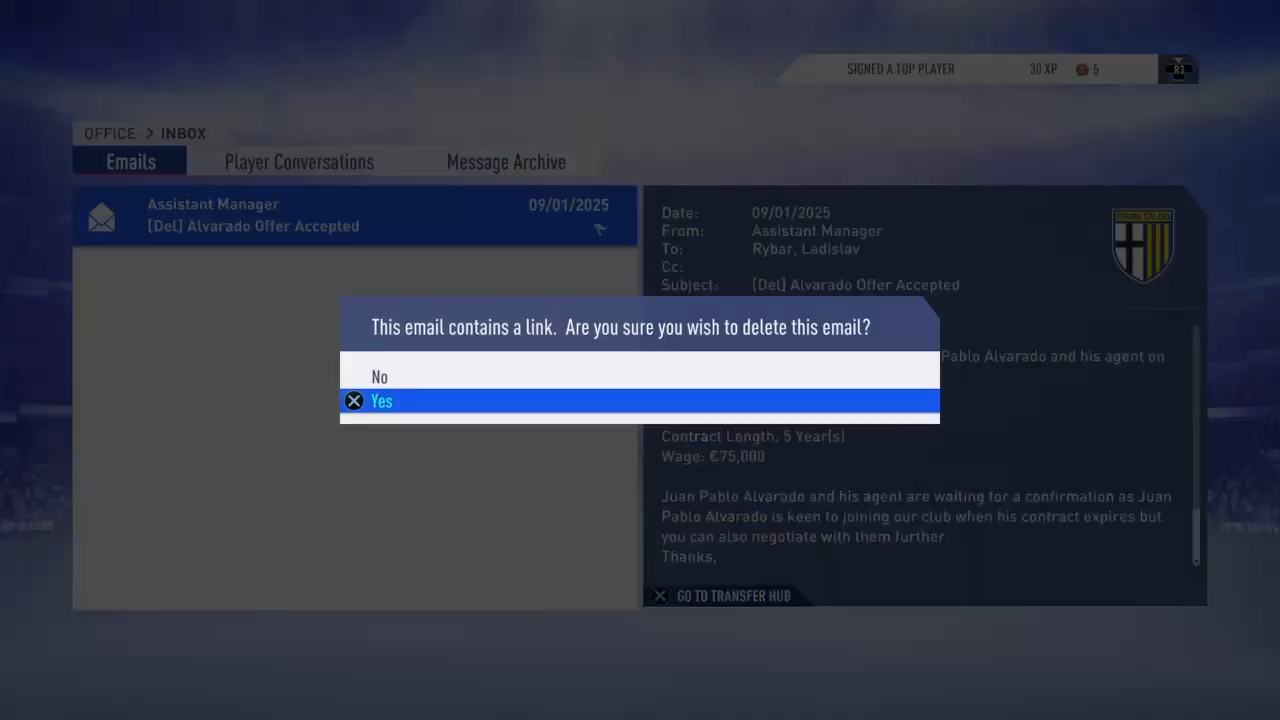 SIGNED A TOP PLAYER 30 XP 5 R3
OFFICE > INBOX
Emails Player Conversations Message Archive
Assistant Manager 09/01/2025
[Del] Alvarado Offer Accepted
Date: 09/01/2025
From: Assistant Manager
To: Rybar, Ladislav
Cc:
Subject: [Del] Alvarado Offer Accepted
This email contains a link. Are you sure you wish to delete this email?
No
Yes
Pablo Alvarado and his agent on
Contract Length: 5 Year(s)
Wage: €75,000
Juan Pablo Alvarado and his agent are waiting for a confirmation as Juan
Pablo Alvarado is keen to joining our club when his contract expires but
you can also negotiate with them further.
Thanks,
GO TO TRANSFER HUB